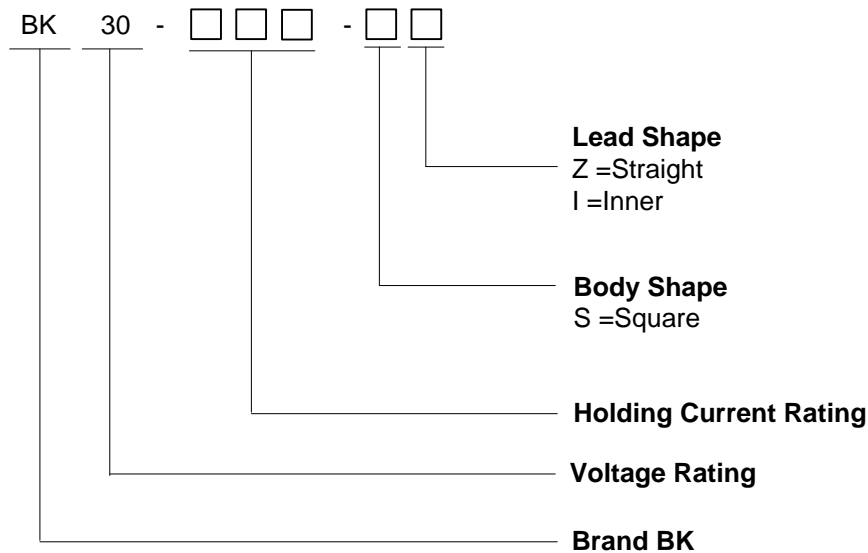 BK 30 - □□□ - □□
Lead Shape
Z =Straight
I =Inner
Body Shape
S =Square
Holding Current Rating
Voltage Rating
Brand BK